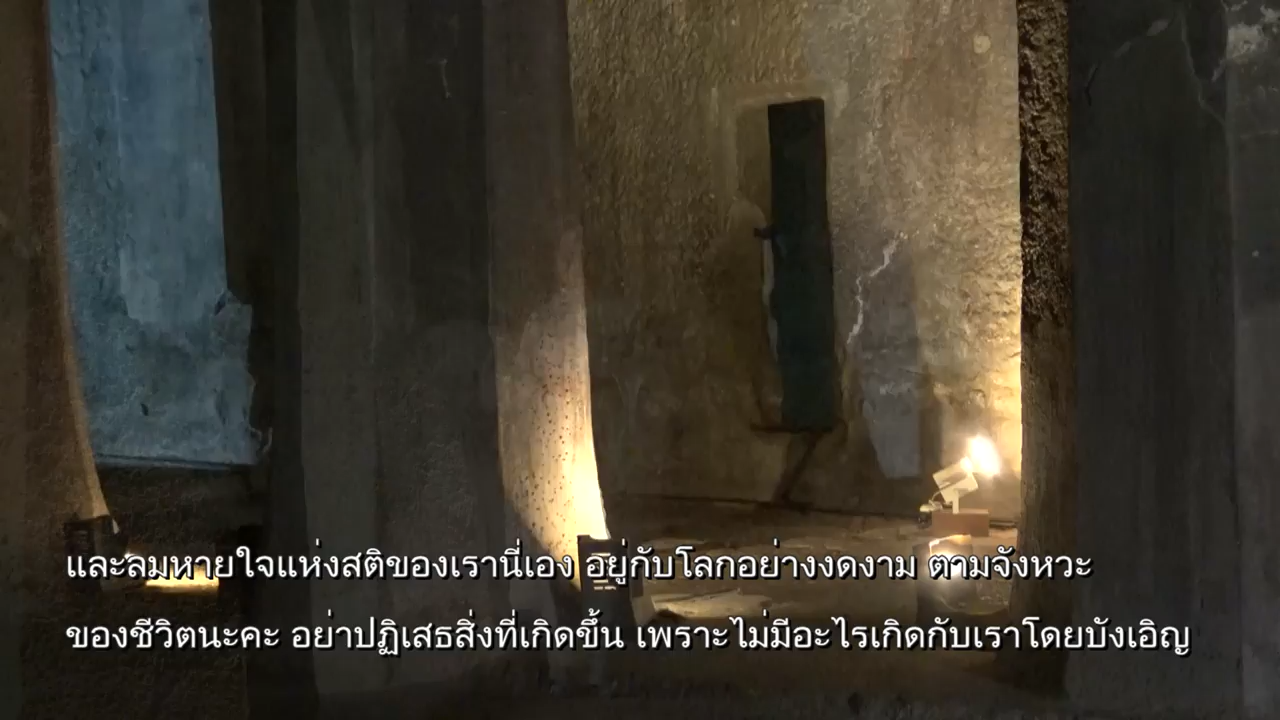 และลมหายใจแห่งสติของเรานี่เอง อยู่กับโลกอย่างงดงาม ตามจังหวะ
ของชีวิตนะคะ อย่าปฏิเสธสิ่งที่เกิดขึ้น เพราะไม่มีอะไรเกิดกับเราโดยบังเอิญ